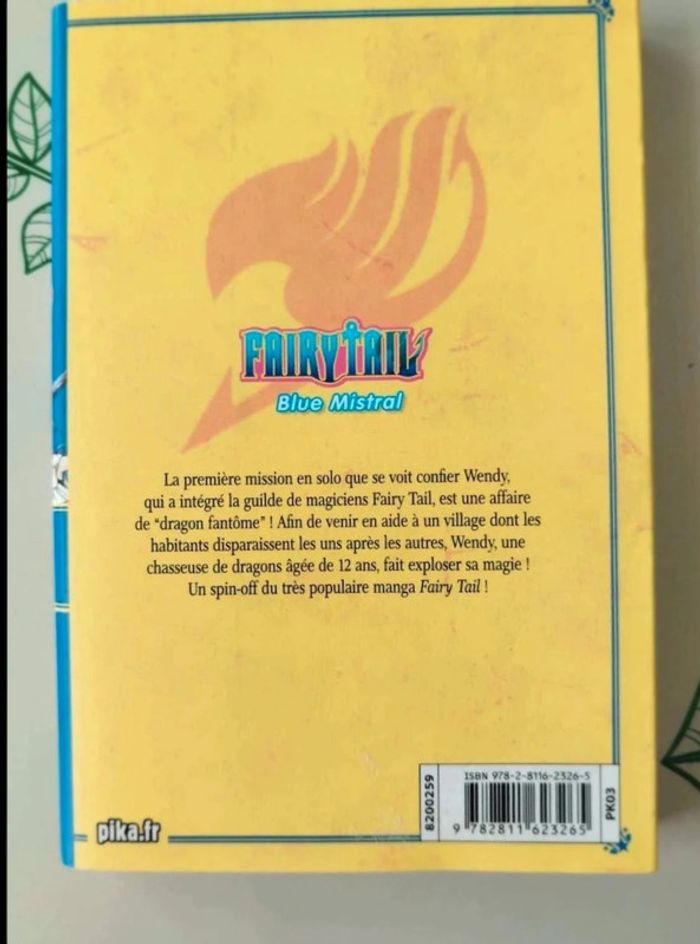 FAIRY TAIL
Blue Mistral
La première mission en solo que se voit confier Wendy,
qui a intégré la guilde de magiciens Fairy Tail, est une affaire
de "dragon fantôme" ! Afin de venir en aide à un village dont les
habitants disparaissent les uns après les autres, Wendy, une
chasseuse de dragons âgée de 12 ans, fait exploser sa magie !
Un spin-off du très populaire manga Fairy Tail !
pika.fr
8200259
ISBN 978-2-8116-2326-5
9 782811 623265
PK03